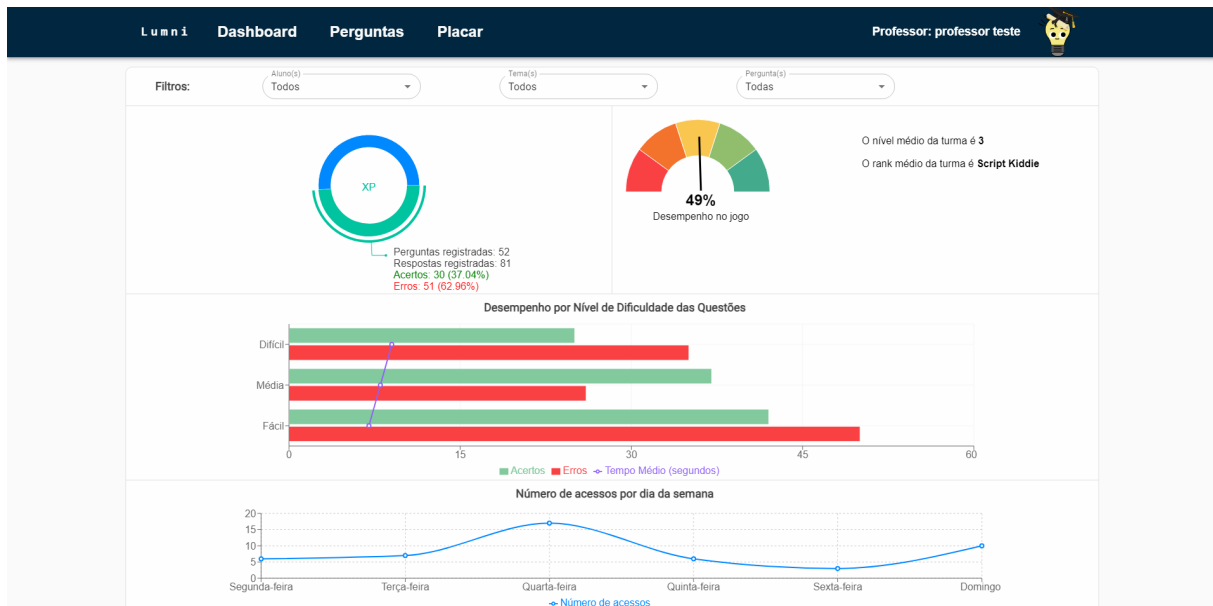 Lumni Dashboard Perguntas Placar Professor: professor teste
Filtros: Aluno(s) Todos Tema(s) Todos Pergunta(s) Todas
XP
Perguntas registradas: 52
Respostas registradas: 81
Acertos: 30 (37.04%)
Erros: 51 (62.96%)
49%
Desempenho no jogo
O nível médio da turma é 3
O rank médio da turma é Script Kiddie
Desempenho por Nível de Dificuldade das Questões
Difícil
Média
Fácil
0 15 30 45 60
Acertos Erros Tempo Médio (segundos)
Número de acessos por dia da semana
20
15
10
5
0
Segunda-feira Terça-feira Quarta-feira Quinta-feira Sexta-feira Domingo
Número de acessos